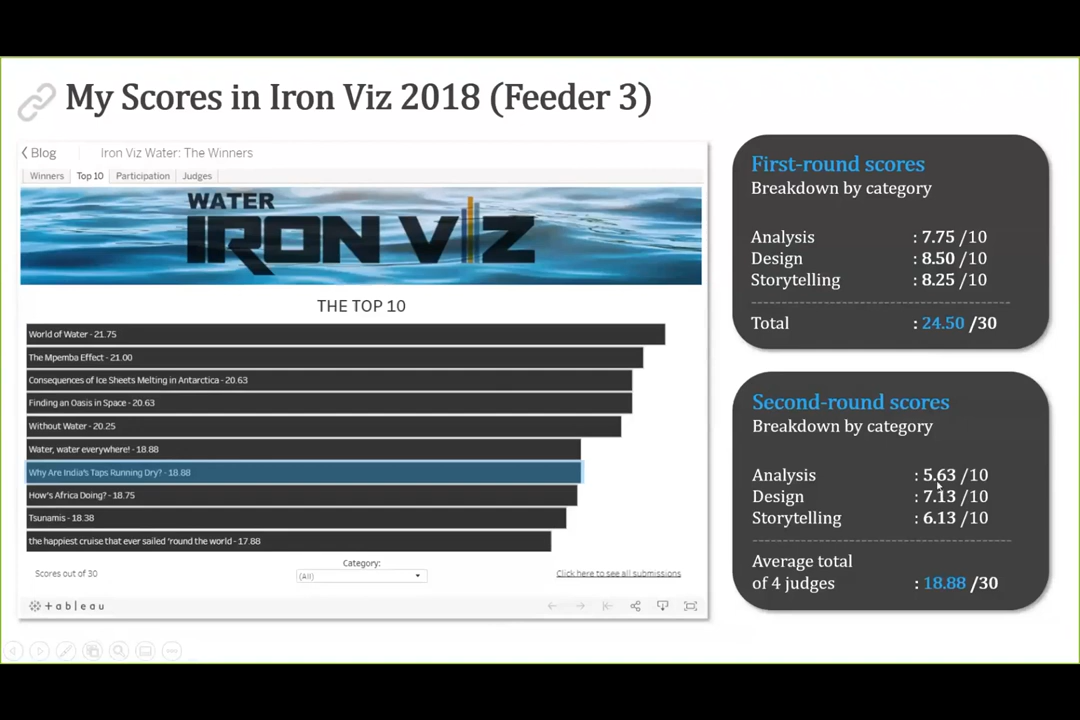 My Scores in Iron Viz 2018 (Feeder 3)
Blog
Iron Viz Water: The Winners
Winners
Top 10
Participation
Judges
WATER
IRON VIZ
THE TOP 10
World of Water - 21.75
The Mpemba Effect - 21.00
Consequences of Ice Sheets Melting in Antarctica - 20.63
Finding an Oasis in Space - 20.63
Without Water - 20.25
Water, water everywhere! - 18.88
Why Are India's Taps Running Dry? - 18.88
How's Africa Doing? - 18.75
Tsunamis - 18.38
the happiest cruise that ever sailed 'round the world - 17.88
Scores out of 30
Category:
(All)
Click here to see all submissions
+ableau
First-round scores
Breakdown by category
Analysis : 7.75 /10
Design : 8.50 /10
Storytelling : 8.25 /10
Total : 24.50 /30
Second-round scores
Breakdown by category
Analysis : 5.63 /10
Design : 7.13 /10
Storytelling : 6.13 /10
Average total
of 4 judges : 18.88 /30